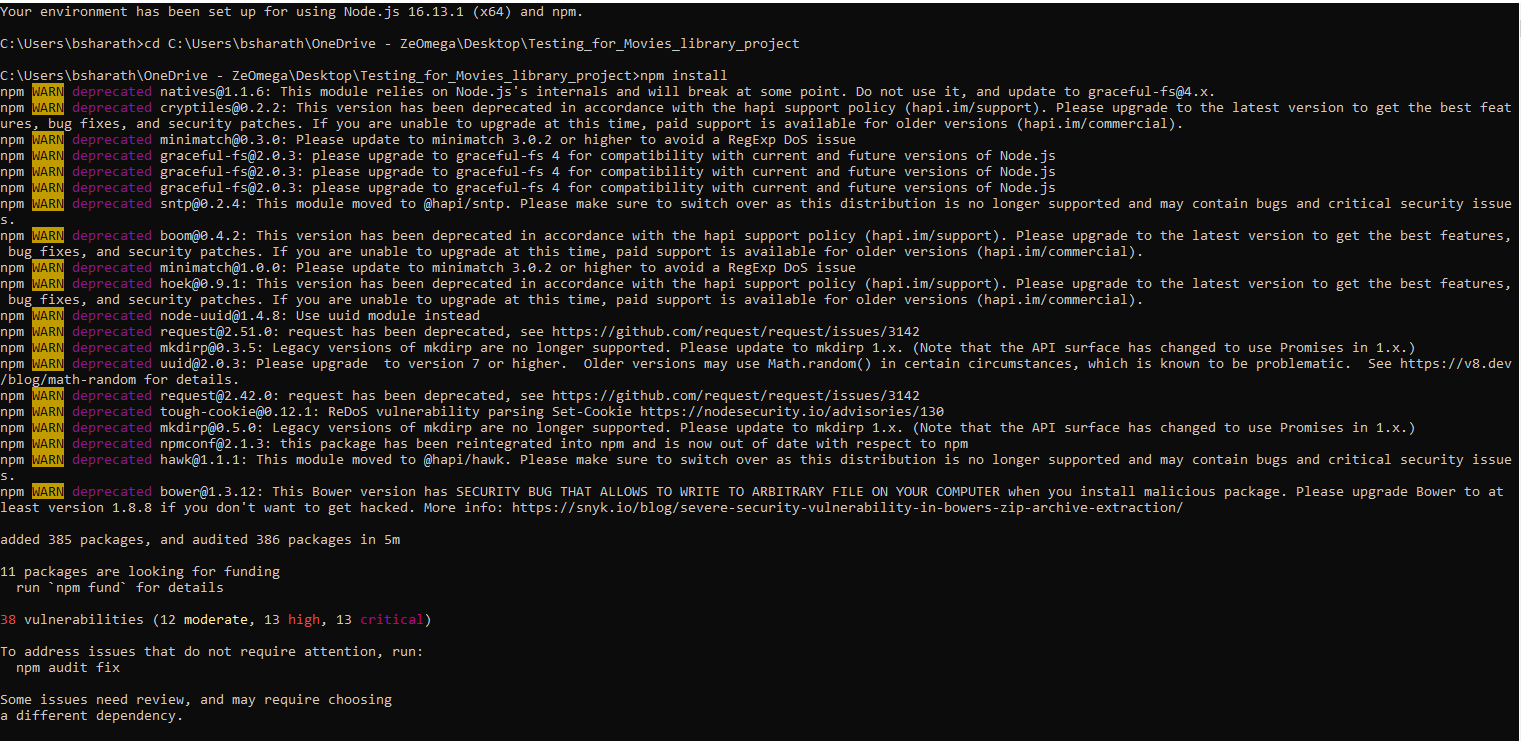 Your environment has been set up for using Node.js 16.13.1 (x64) and npm.
C:\Users\bsharath>cd C:\Users\bsharath\OneDrive - ZeOmega\Desktop\Testing_for_Movies_library_project
C:\Users\bsharath\OneDrive - ZeOmega\Desktop\Testing_for_Movies_library_project>npm install
npm WARN deprecated natives@1.1.6: This module relies on Node.js's internals and will break at some point. Do not use it, and update to graceful-fs@4.x.
npm WARN deprecated cryptiles@0.2.2: This version has been deprecated in accordance with the hapi support policy (hapi.im/support). Please upgrade to the latest version to get the best feat
ures, bug fixes, and security patches. If you are unable to upgrade at this time, paid support is available for older versions (hapi.im/commercial).
npm WARN deprecated minimatch@0.3.0: Please update to minimatch 3.0.2 or higher to avoid a RegExp DoS issue
npm WARN deprecated graceful-fs@2.0.3: please upgrade to graceful-fs 4 for compatibility with current and future versions of Node.js
npm WARN deprecated graceful-fs@2.0.3: please upgrade to graceful-fs 4 for compatibility with current and future versions of Node.js
npm WARN deprecated graceful-fs@2.0.3: please upgrade to graceful-fs 4 for compatibility with current and future versions of Node.js
npm WARN deprecated sntp@0.2.4: This module moved to @hapi/sntp. Please make sure to switch over as this distribution is no longer supported and may contain bugs and critical security issue
s.
npm WARN deprecated boom@0.4.2: This version has been deprecated in accordance with the hapi support policy (hapi.im/support). Please upgrade to the latest version to get the best features,
 bug fixes, and security patches. If you are unable to upgrade at this time, paid support is available for older versions (hapi.im/commercial).
npm WARN deprecated minimatch@1.0.0: Please update to minimatch 3.0.2 or higher to avoid a RegExp DoS issue
npm WARN deprecated hoek@0.9.1: This version has been deprecated in accordance with the hapi support policy (hapi.im/support). Please upgrade to the latest version to get the best features,
 bug fixes, and security patches. If you are unable to upgrade at this time, paid support is available for older versions (hapi.im/commercial).
npm WARN deprecated node-uuid@1.4.8: Use uuid module instead
npm WARN deprecated request@2.51.0: request has been deprecated, see https://github.com/request/request/issues/3142
npm WARN deprecated mkdirp@0.3.5: Legacy versions of mkdirp are no longer supported. Please update to mkdirp 1.x. (Note that the API surface has changed to use Promises in 1.x.)
npm WARN deprecated uuid@2.0.3: Please upgrade  to version 7 or higher.  Older versions may use Math.random() in certain circumstances, which is known to be problematic.  See https://v8.dev
/blog/math-random for details.
npm WARN deprecated request@2.42.0: request has been deprecated, see https://github.com/request/request/issues/3142
npm WARN deprecated tough-cookie@0.12.1: ReDoS vulnerability parsing Set-Cookie https://nodesecurity.io/advisories/130
npm WARN deprecated mkdirp@0.5.0: Legacy versions of mkdirp are no longer supported. Please update to mkdirp 1.x. (Note that the API surface has changed to use Promises in 1.x.)
npm WARN deprecated npmconf@2.1.3: this package has been reintegrated into npm and is now out of date with respect to npm
npm WARN deprecated hawk@1.1.1: This module moved to @hapi/hawk. Please make sure to switch over as this distribution is no longer supported and may contain bugs and critical security issue
s.
npm WARN deprecated bower@1.3.12: This Bower version has SECURITY BUG THAT ALLOWS TO WRITE TO ARBITRARY FILE ON YOUR COMPUTER when you install malicious package. Please upgrade Bower to at
least version 1.8.8 if you don't want to get hacked. More info: https://snyk.io/blog/severe-security-vulnerability-in-bowers-zip-archive-extraction/
added 385 packages, and audited 386 packages in 5m
11 packages are looking for funding
  run `npm fund` for details
38 vulnerabilities (12 moderate, 13 high, 13 critical)
To address issues that do not require attention, run:
  npm audit fix
Some issues need review, and may require choosing
a different dependency.